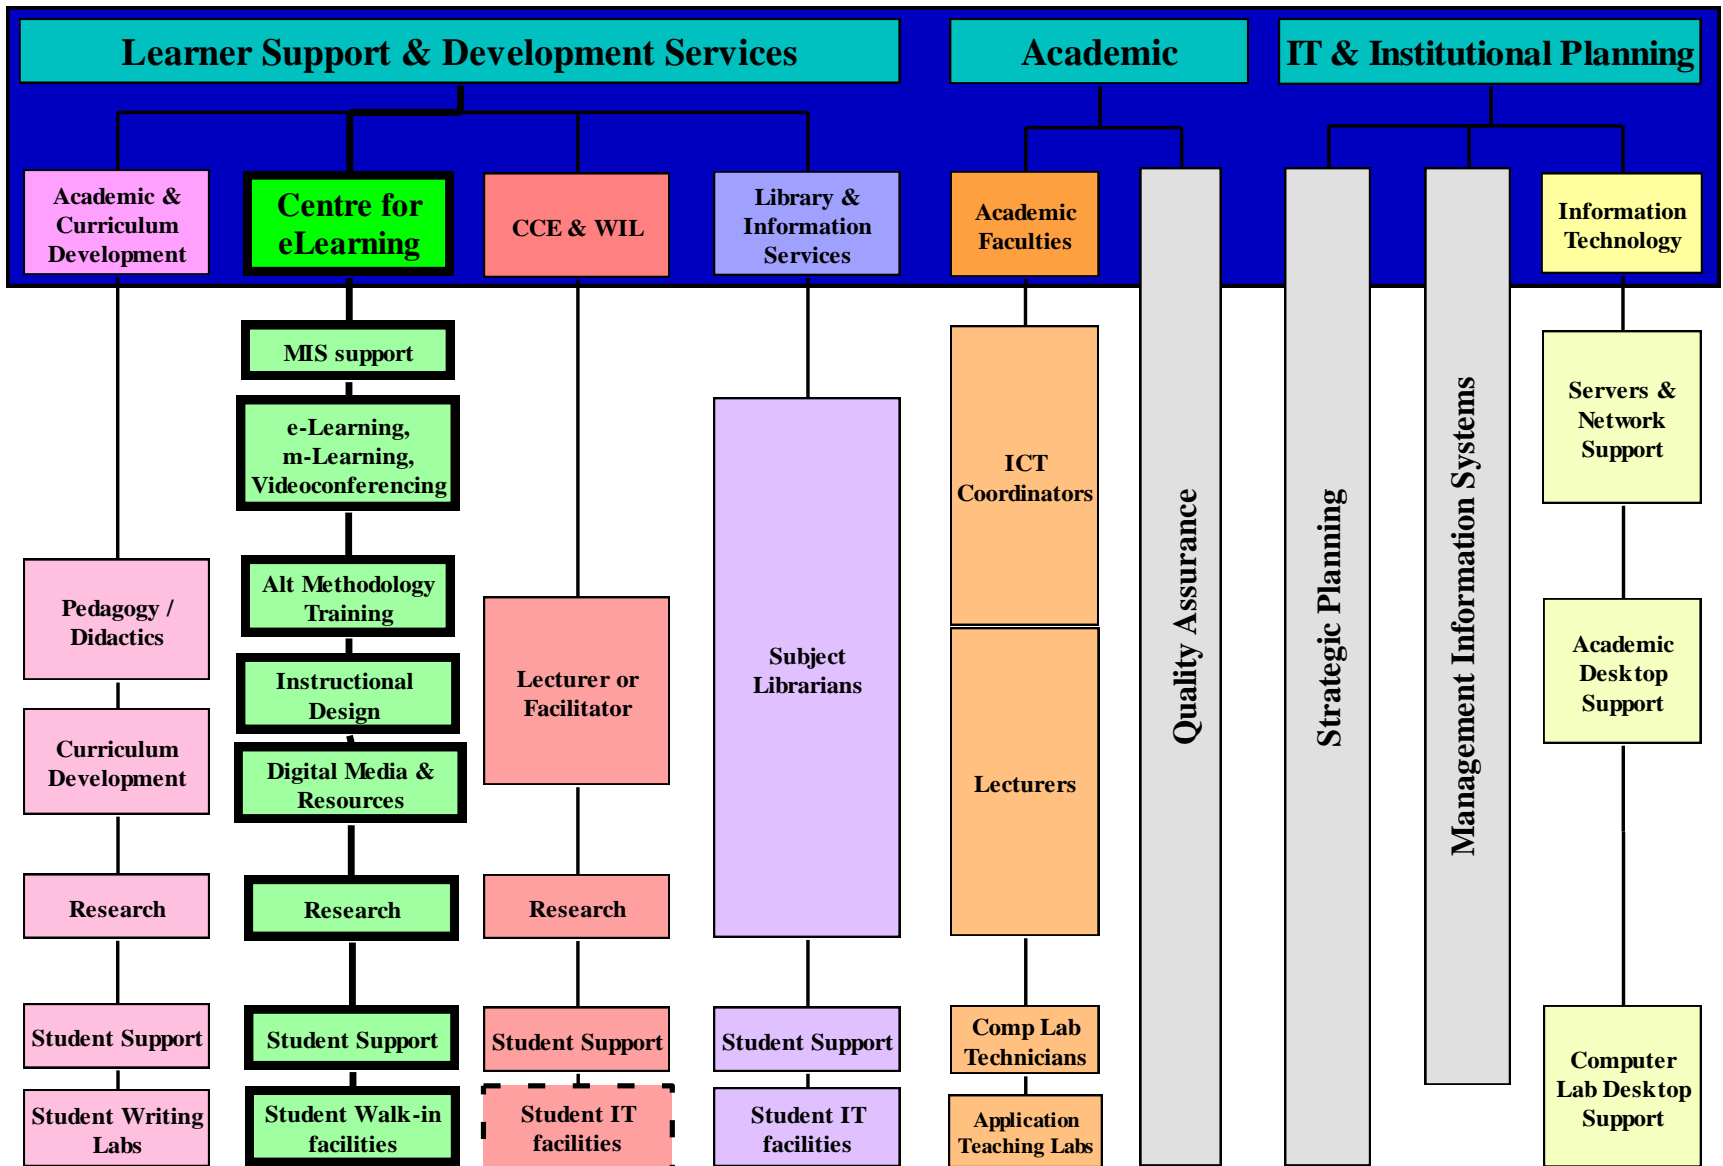 Learner Support & Development Services
Academic
IT & Institutional Planning
Academic &
Curriculum
Development
Centre for
eLearning
CCE & WIL
Library &
Information
Services
Academic
Faculties
Information
Technology
MIS support
e-Learning,
m-Learning,
Videoconferencing
Alt Methodology
Training
Instructional
Design
Digital Media &
Resources
Research
Student Support
Student Walk-in
facilities
Pedagogy /
Didactics
Curriculum
Development
Research
Student Support
Student Writing
Labs
Lecturer or
Facilitator
Research
Student Support
Student IT
facilities
Subject
Librarians
Student Support
Student IT
facilities
ICT
Coordinators
Lecturers
Comp Lab
Technicians
Application
Teaching Labs
Quality Assurance
Strategic Planning
Management Information Systems
Servers &
Network
Support
Academic
Desktop
Support
Computer
Lab Desktop
Support